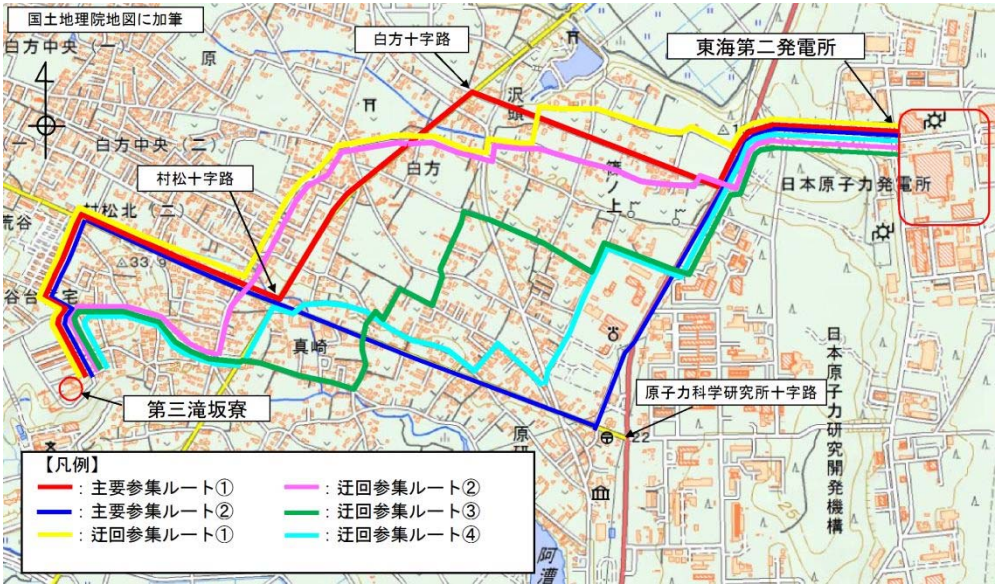 国土地理院地図に加筆
白方十字路
東海第二発電所
白方中央(一)
原
沢頭
白方中央(二)
白方
村松十字路
日本原子力発電所
村松北(二)
荒谷
33.9
真崎
第三滝坂寮
原子力科学研究所十字路
22
日本原子力研究開発機構
25
阿漕
【凡例】
:主要参集ルート①
:主要参集ルート②
:迂回参集ルート①
:迂回参集ルート②
:迂回参集ルート③
:迂回参集ルート④